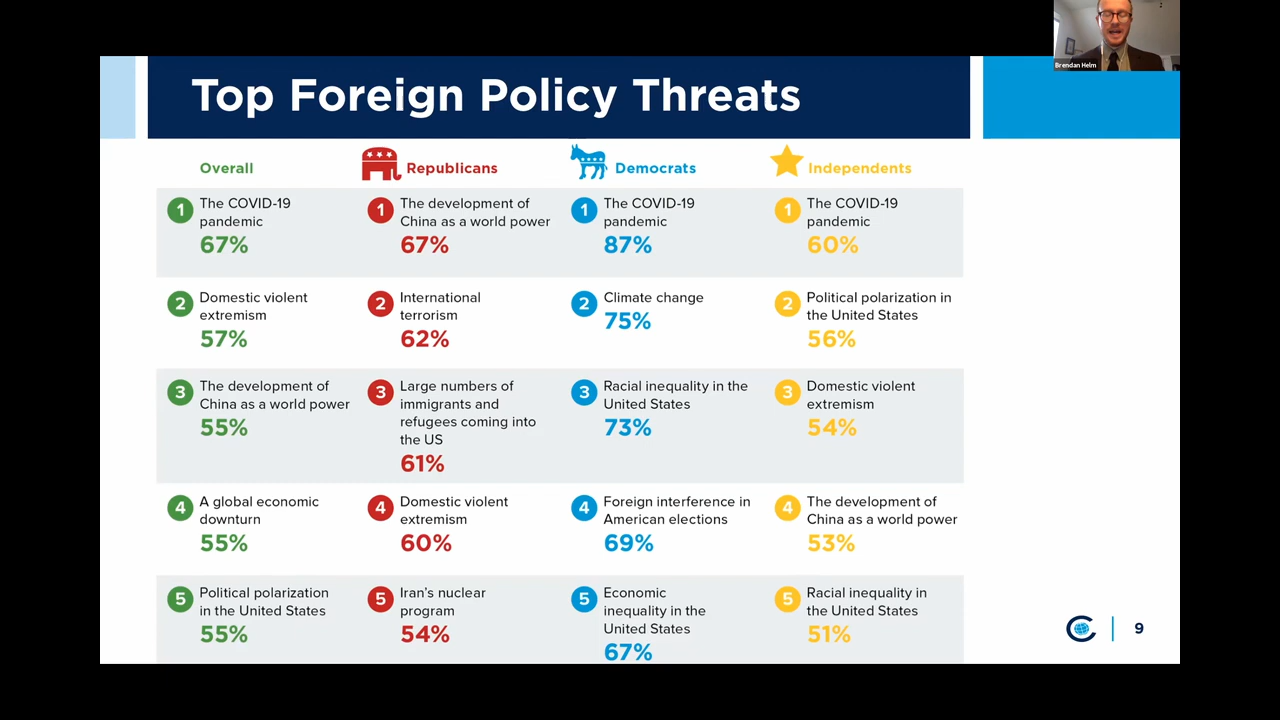 Brendan Helm
Top Foreign Policy Threats
Overall
Republicans
Democrats
Independents
1
The COVID-19
pandemic
67%
1
The development of
China as a world power
67%
1
The COVID-19
pandemic
87%
1
The COVID-19
pandemic
60%
2
Domestic violent
extremism
57%
2
International
terrorism
62%
2
Climate change
75%
2
Political polarization in
the United States
56%
3
The development of
China as a world power
55%
3
Large numbers of
immigrants and
refugees coming into
the US
61%
3
Racial inequality in the
United States
73%
3
Domestic violent
extremism
54%
4
A global economic
downturn
55%
4
Domestic violent
extremism
60%
4
Foreign interference in
American elections
69%
4
The development of
China as a world power
53%
5
Political polarization
in the United States
55%
5
Iran's nuclear
program
54%
5
Economic
inequality in the
United States
67%
5
Racial inequality in
the United States
51%
9